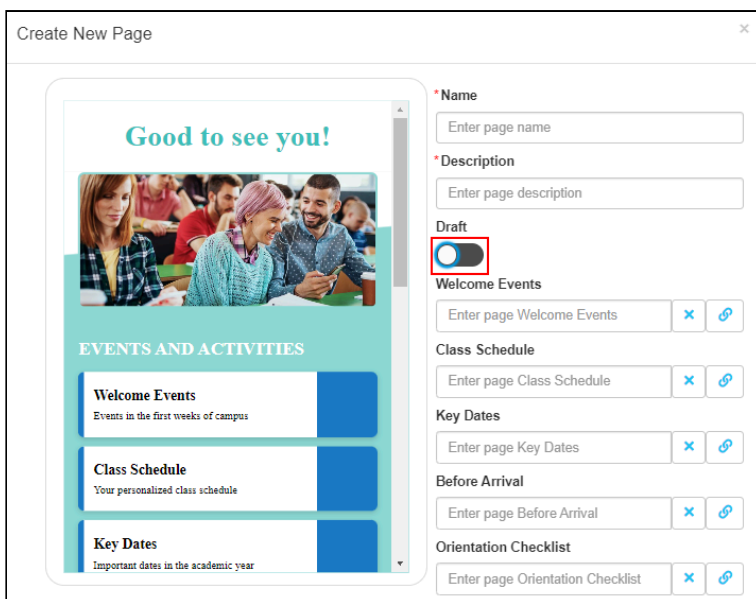 Create New Page
×
Good to see you!
EVENTS AND ACTIVITIES
Welcome Events
Events in the first weeks of campus
Class Schedule
Your personalized class schedule
Key Dates
Important dates in the academic year
*Name
Enter page name
*Description
Enter page description
Draft
Welcome Events
Enter page Welcome Events
Class Schedule
Enter page Class Schedule
Key Dates
Enter page Key Dates
Before Arrival
Enter page Before Arrival
Orientation Checklist
Enter page Orientation Checklist